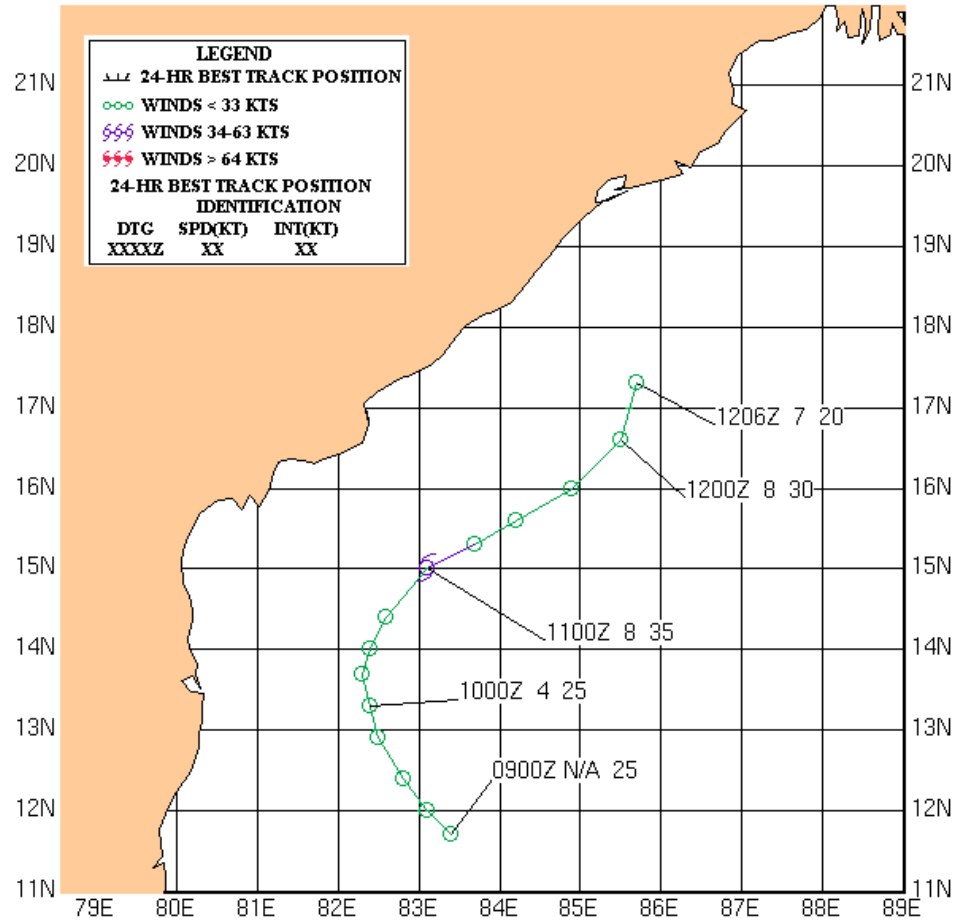 LEGEND
24-HR BEST TRACK POSITION
WINDS < 33 KTS
WINDS 34-63 KTS
WINDS > 64 KTS
24-HR BEST TRACK POSITION
IDENTIFICATION
DTG SPD(KT) INT(KT)
XXXXZ XX XX
21N 21N
20N 20N
19N 19N
18N 18N
17N 17N
1206Z 7 20
1200Z 8 30
16N 16N
15N 15N
1100Z 8 35
14N 14N
1000Z 4 25
13N 13N
0900Z N/A 25
12N 12N
11N 11N
79E 80E 81E 82E 83E 84E 85E 86E 87E 88E 89E